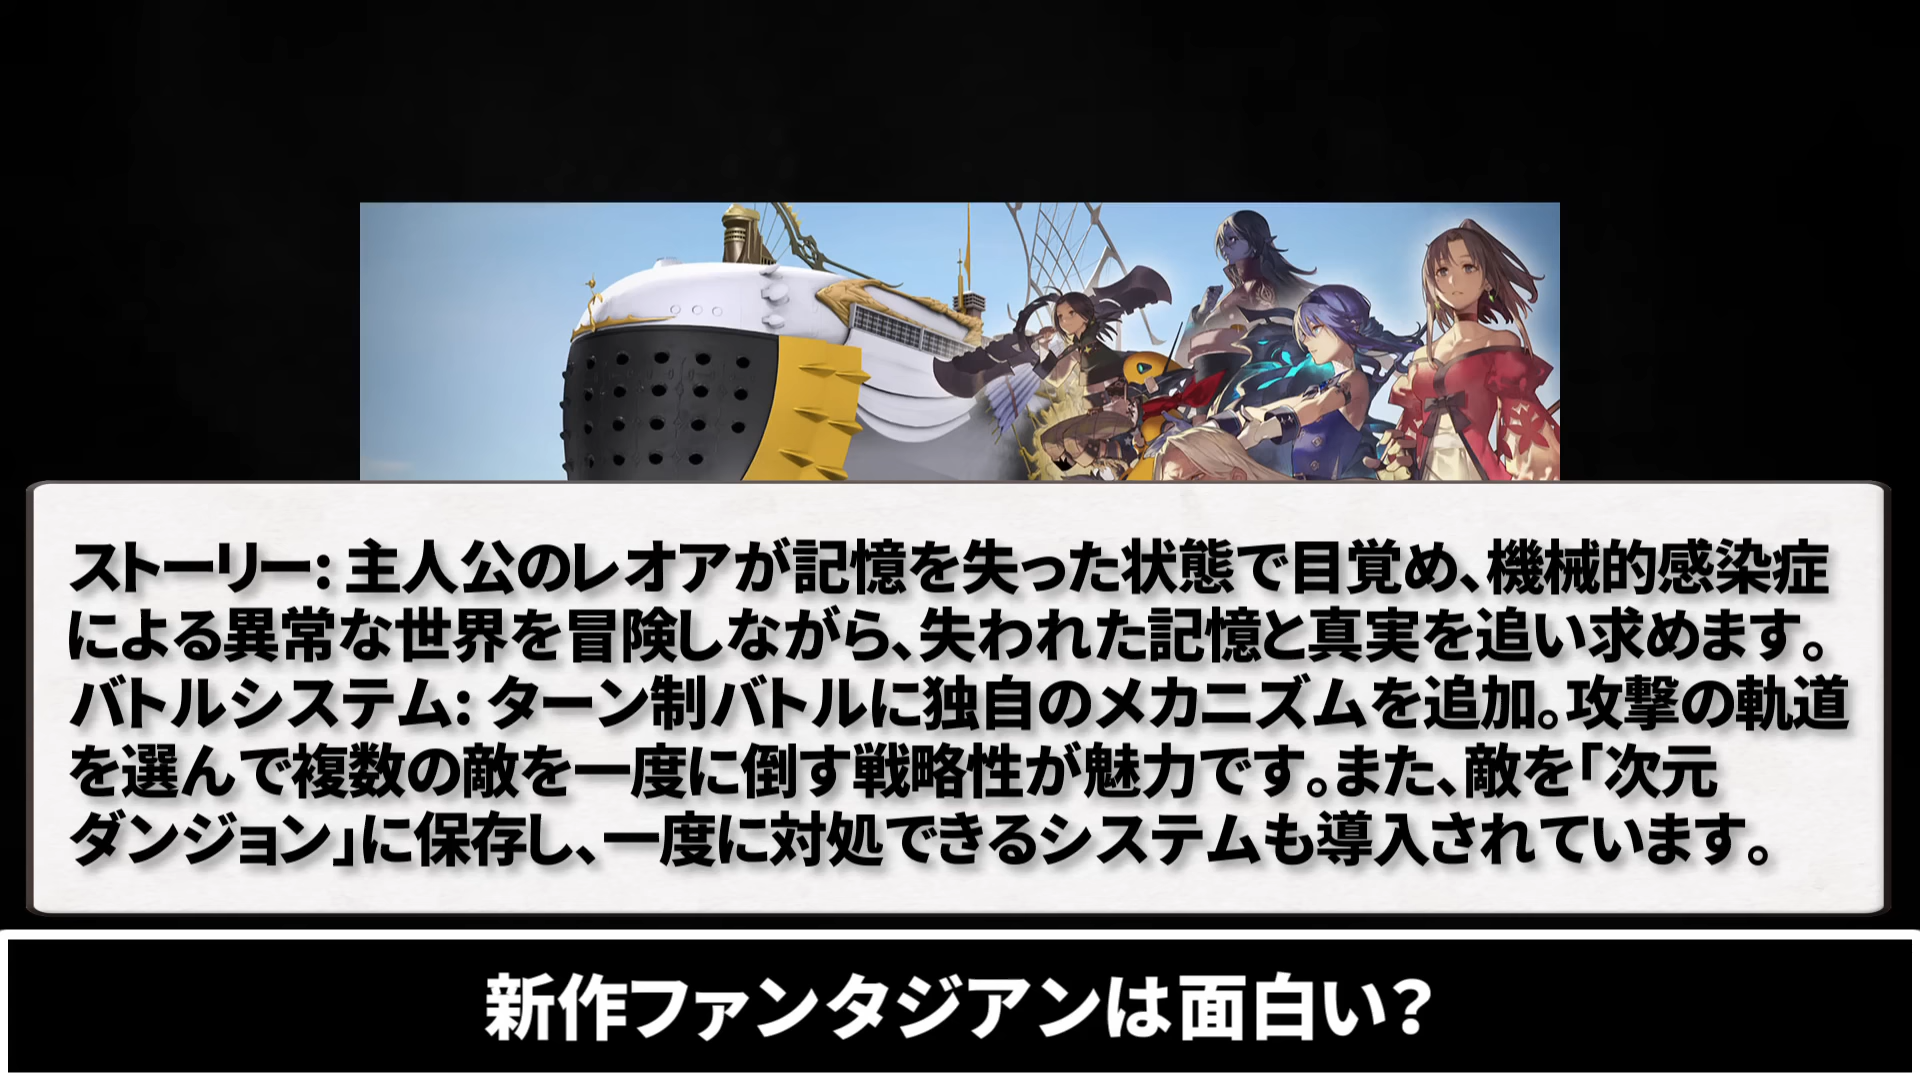 ストーリー: 主人公のレオアが記憶を失った状態で目覚め、機械的感染症
による異常な世界を冒険しながら、失われた記憶と真実を追い求めます。
バトルシステム: ターン制バトルに独自のメカニズムを追加。攻撃の軌道
を選んで複数の敵を一度に倒す戦略性が魅力です。また、敵を「次元
ダンジョン」に保存し、一度に対処できるシステムも導入されています。
新作ファンタジアンは面白い？